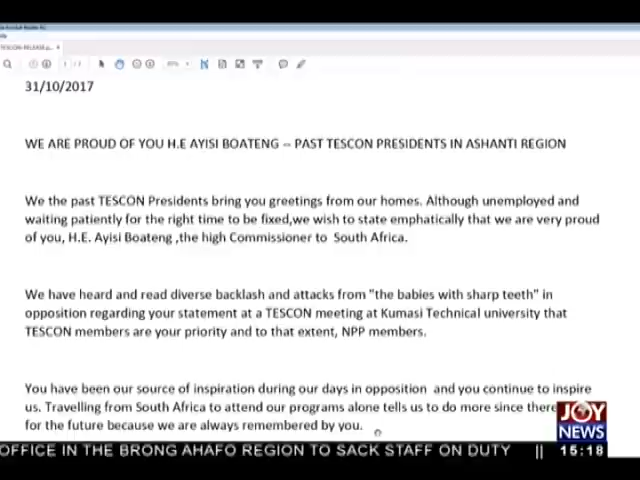 31/10/2017
WE ARE PROUD OF YOU H.E AYISI BOATENG -- PAST TESCON PRESIDENTS IN ASHANTI REGION
We the past TESCON Presidents bring you greetings from our homes. Although unemployed and
waiting patiently for the right time to be fixed,we wish to state emphatically that we are very proud
of you, H.E. Ayisi Boateng ,the high Commissioner to South Africa.
We have heard and read diverse backlash and attacks from "the babies with sharp teeth" in
opposition regarding your statement at a TESCON meeting at Kumasi Technical university that
TESCON members are your priority and to that extent, NPP members.
You have been our source of inspiration during our days in opposition and you continue to inspire
us. Travelling from South Africa to attend our programs alone tells us to do more since there
for the future because we are always remembered by you.
JOY
NEWS
OFFICE IN THE BRONG AHAFO REGION TO SACK STAFF ON DUTY || 15:18